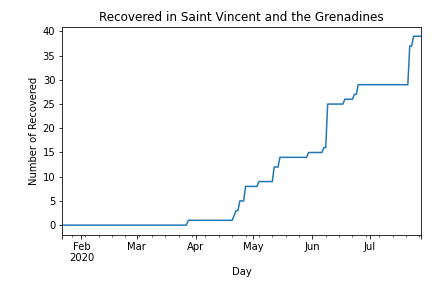 Recovered in Saint Vincent and the Grenadines
40
35
30
25
20
15
10
5
0
Number of Recovered
Feb Mar Apr May Jun Jul
2020
Day